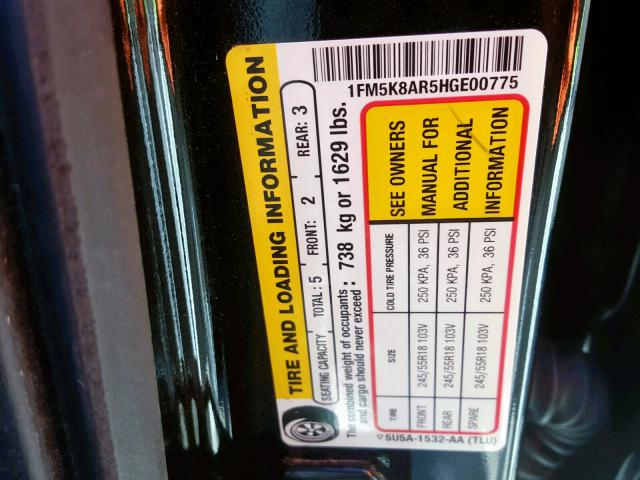 1FM5K8AR5HGE00775
TIRE AND LOADING INFORMATION
SEATING CAPACITY TOTAL: 5 FRONT: 2 REAR: 3
The combined weight of occupants and cargo should never exceed : 738 kg or 1629 lbs.
TIRE SIZE COLD TIRE PRESSURE
FRONT 245/55R18 103V 250 KPA, 36 PSI
REAR 245/55R18 103V 250 KPA, 36 PSI
SPARE 245/55R18 103V 250 KPA, 36 PSI
SEE OWNERS
MANUAL FOR
ADDITIONAL
INFORMATION
5U5A-1532-AA (TLU)